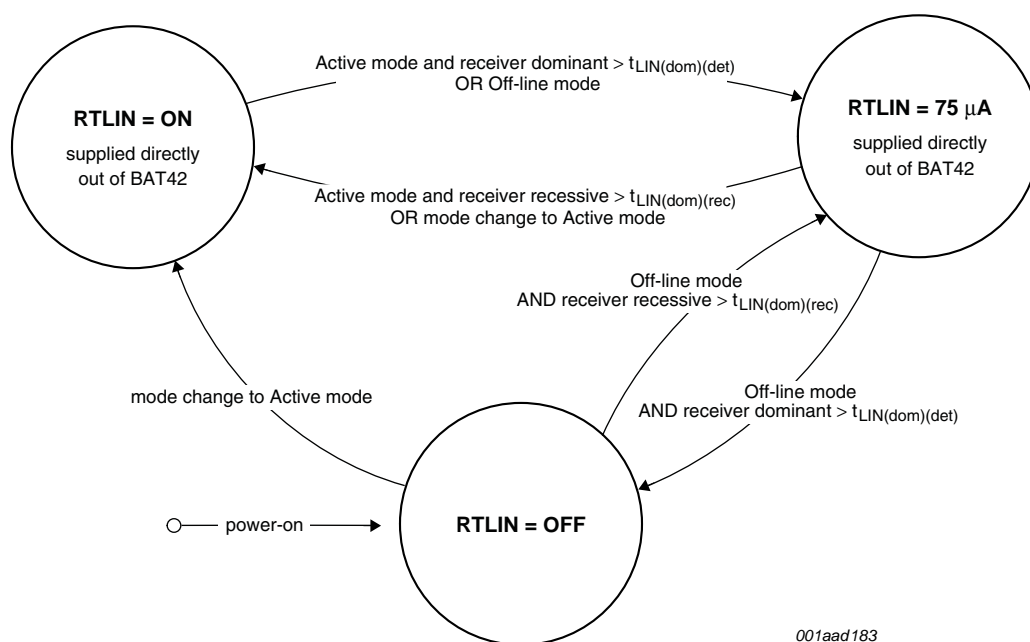 Active mode and receiver dominant > tLIN(dom)(det)
OR Off-line mode
RTLIN = ON
supplied directly
out of BAT42
RTLIN = 75 μA
supplied directly
out of BAT42
Active mode and receiver recessive > tLIN(dom)(rec)
OR mode change to Active mode
Off-line mode
AND receiver recessive > tLIN(dom)(rec)
mode change to Active mode
Off-line mode
AND receiver dominant > tLIN(dom)(det)
power-on
RTLIN = OFF
001aad183